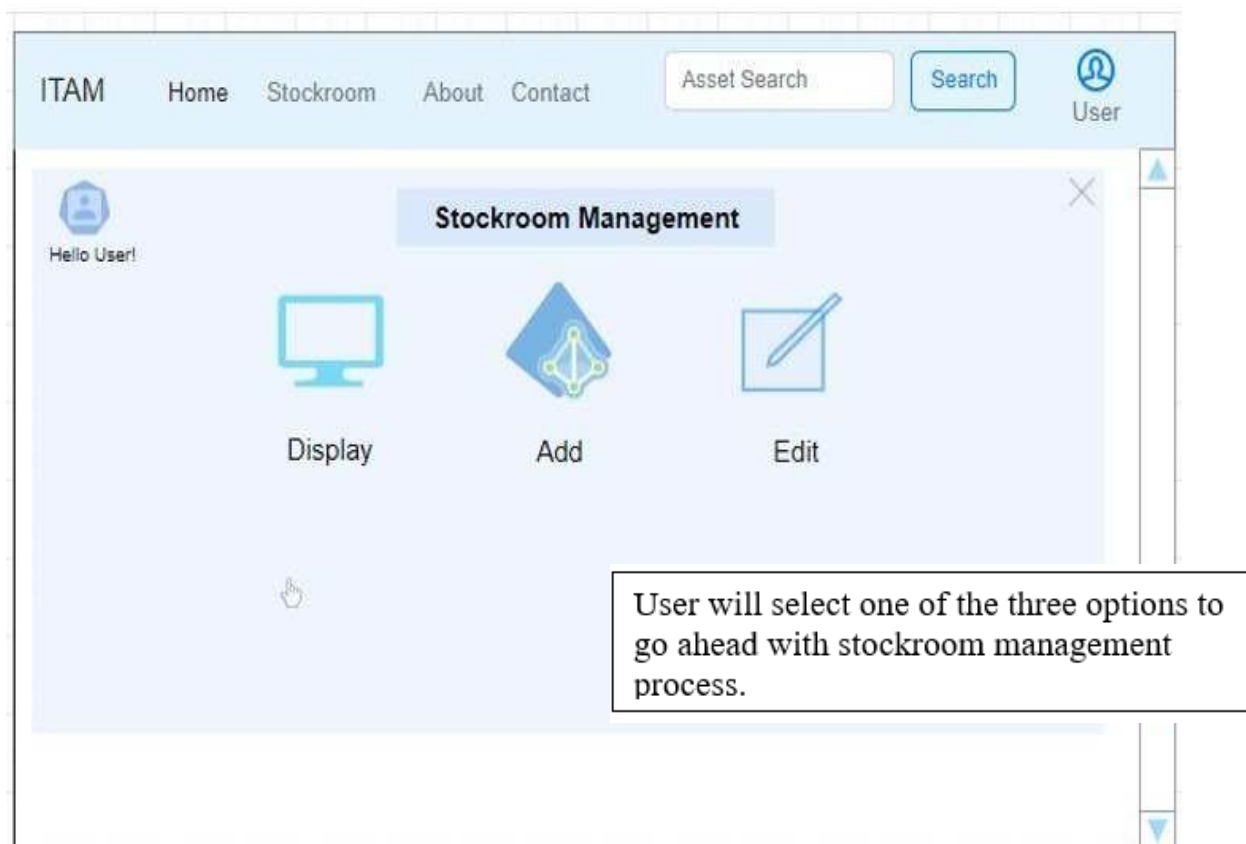 ITAM Home Stockroom About Contact Asset Search Search
User
Stockroom Management
Hello User!
Display Add Edit
User will select one of the three options to
go ahead with stockroom management
process.